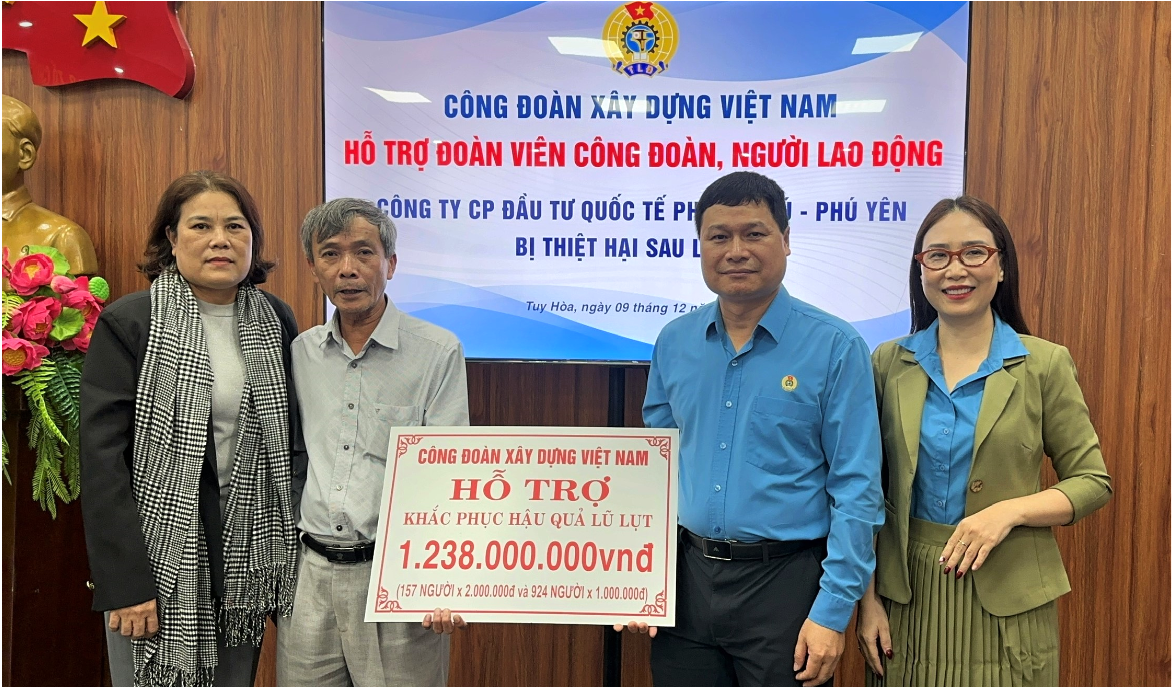 TLĐ
CÔNG ĐOÀN XÂY DỰNG VIỆT NAM
HỖ TRỢ ĐOÀN VIÊN CÔNG ĐOÀN, NGƯỜI LAO ĐỘNG
CÔNG TY CP ĐẦU TƯ QUỐC TẾ - PHÚ YÊN
BỊ THIỆT HẠI SAU
Tuy Hòa, ngày 09 tháng 12
CÔNG ĐOÀN XÂY DỰNG VIỆT NAM
HỖ TRỢ
KHẮC PHỤC HẬU QUẢ LŨ LỤT
1.238.000.000vnđ
(157 NGƯỜI x 2.000.000đ và 924 NGƯỜI x 1.000.000đ)